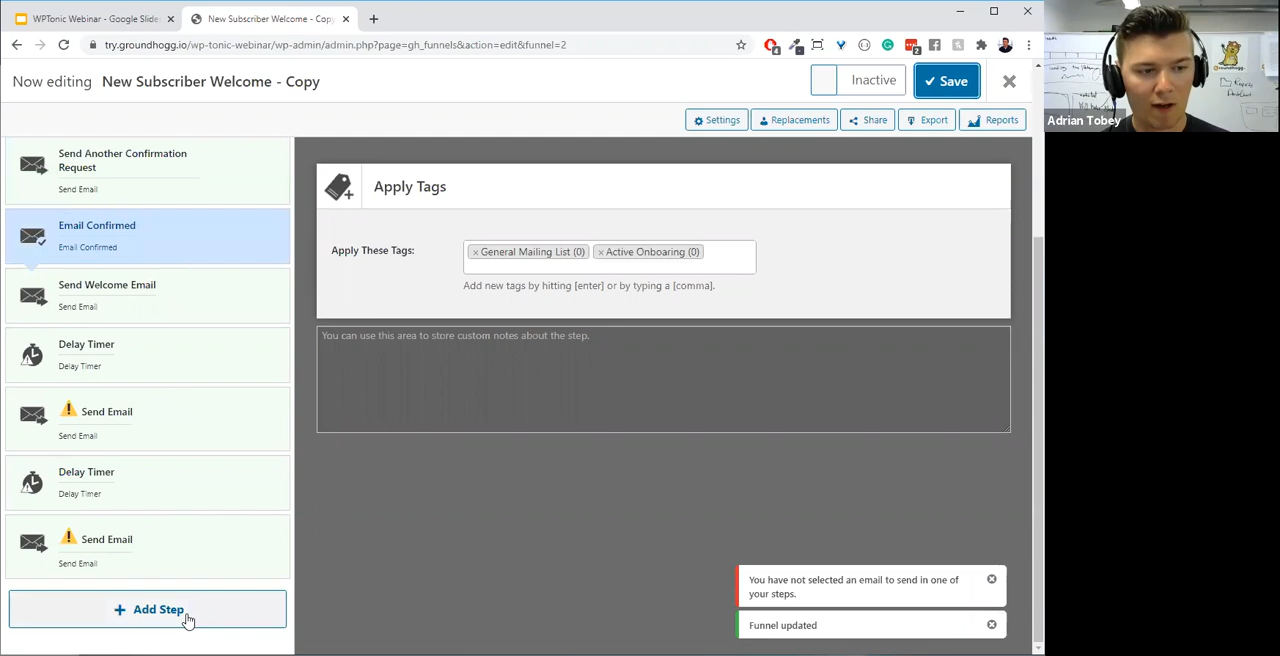 WPTonic Webinar - Google Slide
New Subscriber Welcome - Copy
try.groundhogg.io/wp-tonic-webinar/wp-admin/admin.php?page=gh_funnels&action=edit&funnel=2
Now editing New Subscriber Welcome - Copy
Inactive
Save
Settings
Replacements
Share
Export
Reports
Send Another Confirmation
Request
Send Email
Email Confirmed
Email Confirmed
Send Welcome Email
Send Email
Delay Timer
Delay Timer
Send Email
Send Email
Delay Timer
Delay Timer
Send Email
Send Email
+ Add Step
Apply Tags
Apply These Tags:
× General Mailing List (0)
× Active Onboaring (0)
Add new tags by hitting [enter] or by typing a [comma].
You can use this area to store custom notes about the step.
You have not selected an email to send in one of
your steps.
Funnel updated
Adrian Tobey